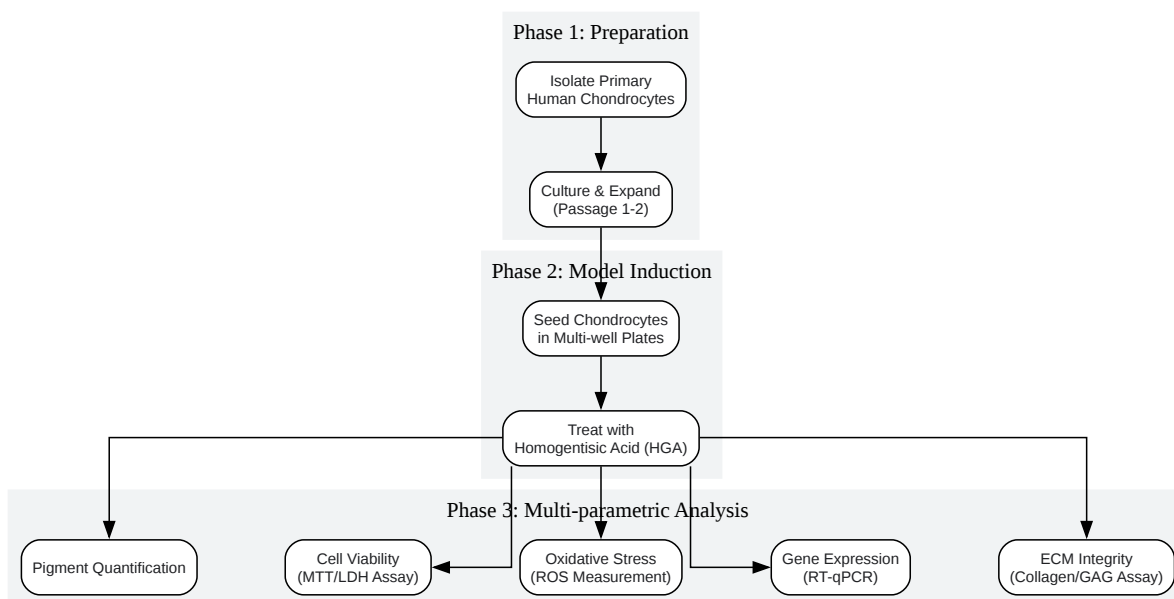 Phase 1: Preparation
Isolate Primary
Human Chondrocytes
Culture & Expand
(Passage 1-2)
Phase 2: Model Induction
Seed Chondrocytes
in Multi-well Plates
Treat with
Homogentisic Acid (HGA)
Phase 3: Multi-parametric Analysis
Pigment Quantification
Cell Viability
(MTT/LDH Assay)
Oxidative Stress
(ROS Measurement)
Gene Expression
(RT-qPCR)
ECM Integrity
(Collagen/GAG Assay)